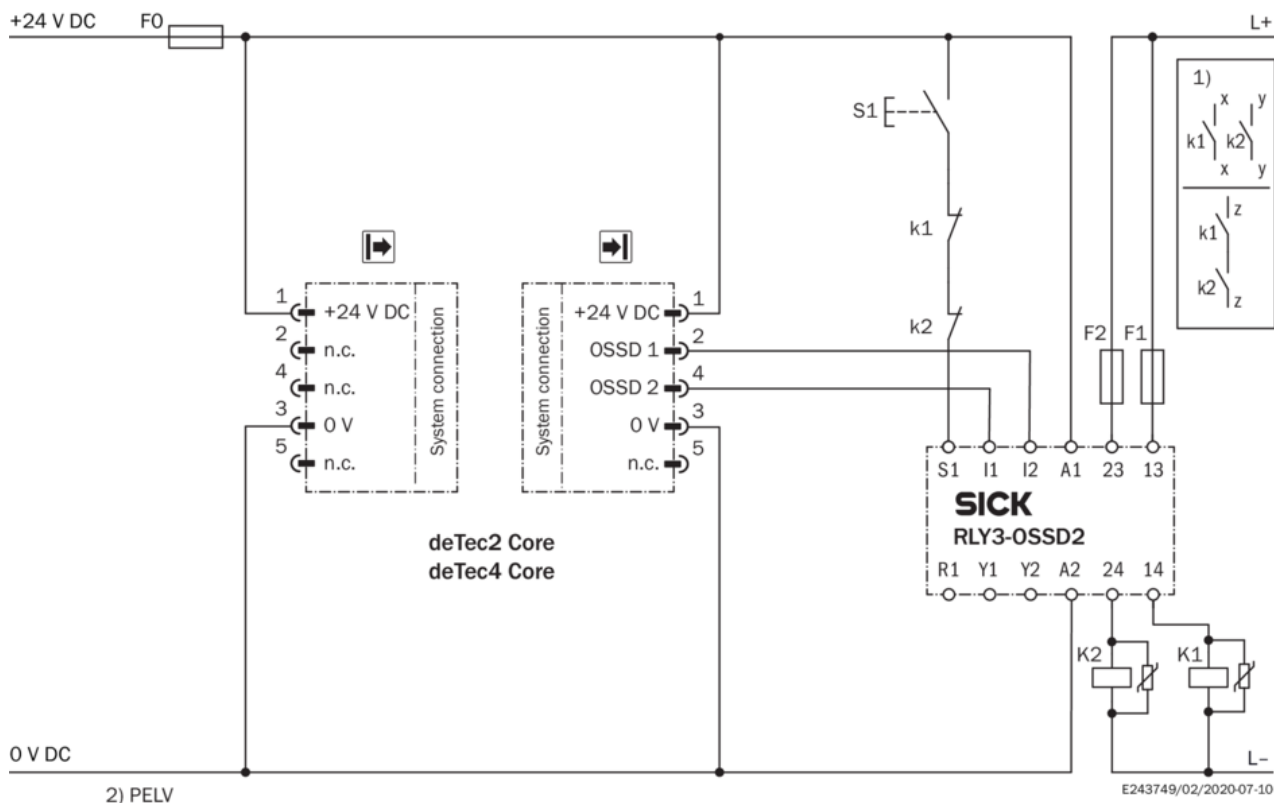 +24 V DC
F0
L+
1)
x
y
k1
k2
x
y
z
k1
k2
z
S1
k1
k2
F2
F1
1
+24 V DC
2
n.c.
4
n.c.
3
0 V
5
n.c.
System connection
System connection
+24 V DC
1
OSSD 1
2
OSSD 2
4
0 V
3
n.c.
5
deTec2 Core
deTec4 Core
S1 I1 I2 A1 23 13
SICK
RLY3-OSSD2
R1 Y1 Y2 A2 24 14
K2
K1
0 V DC
L–
2) PELV
E243749/02/2020-07-10